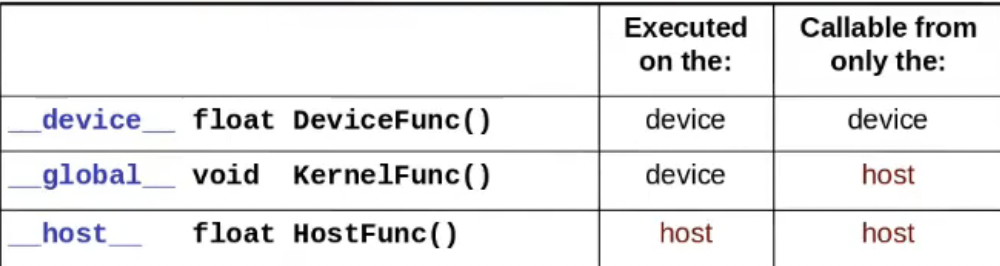 Executed on the:
Callable from only the:
__device__ float DeviceFunc() device device
__global__ void KernelFunc() device host
__host__ float HostFunc() host host